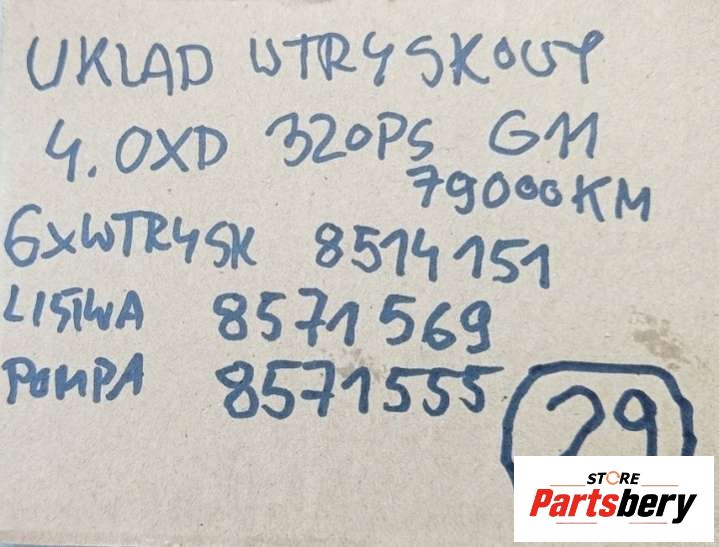 UKLAD WTRYSKOWY
4.0XD 320PS G11
79000KM
6XWTRYSK 8514151
LISTWA 8571569
POMPA 8571555
29
STORE
Partsbery